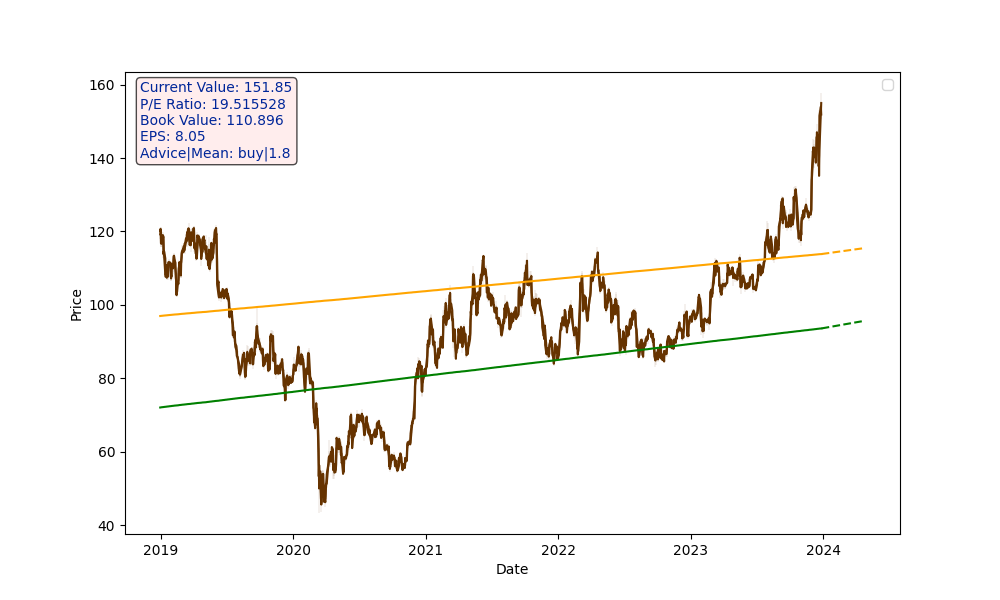 Current Value: 151.85
P/E Ratio: 19.515528
Book Value: 110.896
EPS: 8.05
Advice|Mean: buy|1.8
160
140
120
100
80
60
40
Price
2019 2020 2021 2022 2023 2024
Date